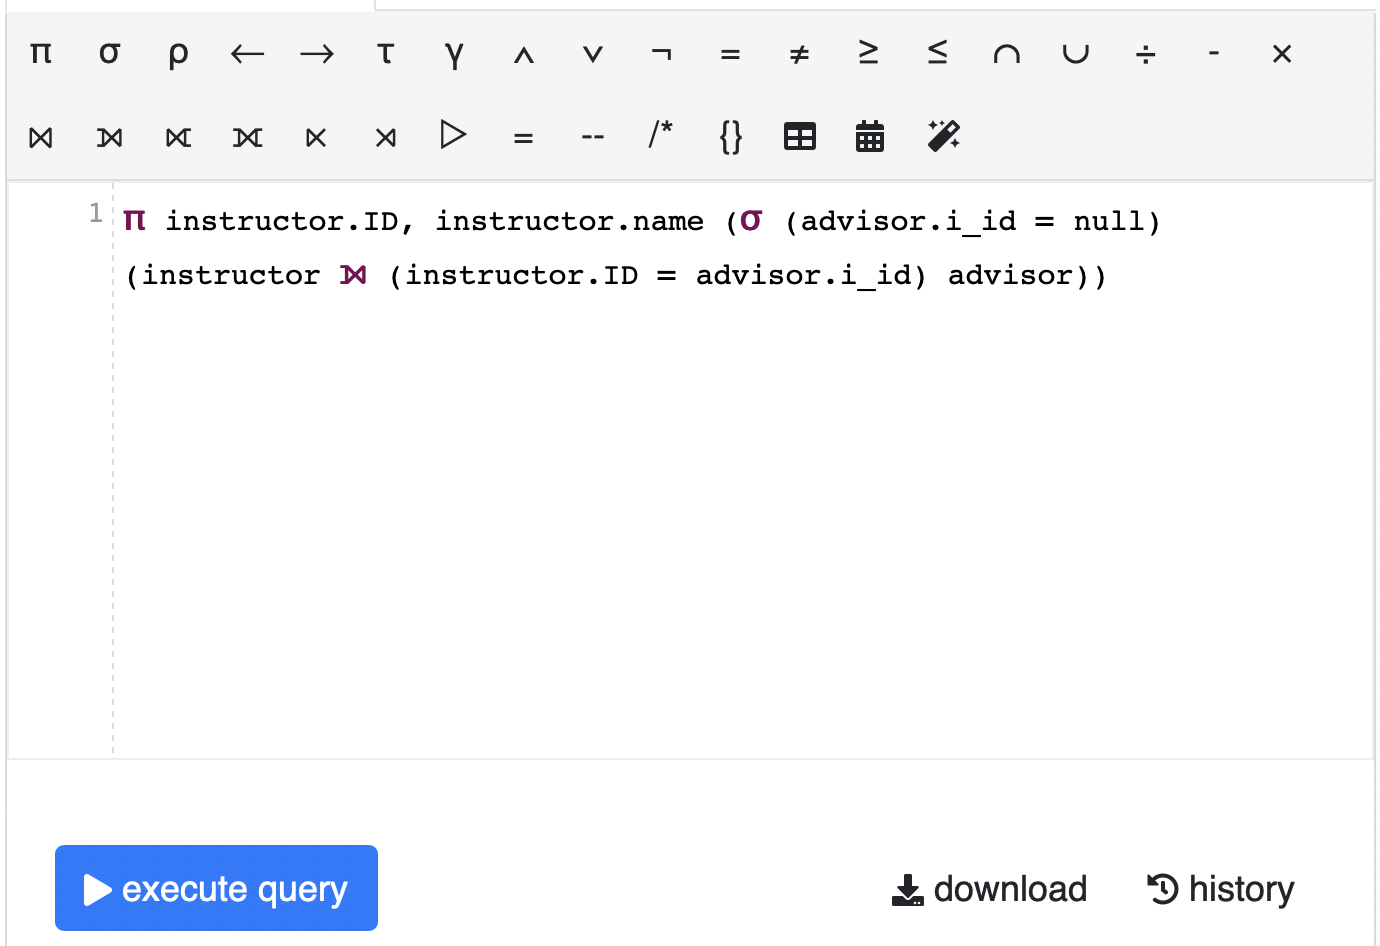 π σ ρ ← → τ γ ∧ ∨ ¬ = ≠ ≥ ≤ ∩ ∪ ÷ - ×
⋈ ⟕ ⟖ ⟗ ⋉ ⋊ ▷ = -- /* {}
1
π instructor.ID, instructor.name (σ (advisor.i_id = null)
(instructor ⟕ (instructor.ID = advisor.i_id) advisor))
execute query
download
history